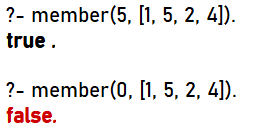 ?- member(5, [1, 5, 2, 4]).
true .
?- member(0, [1, 5, 2, 4]).
false.